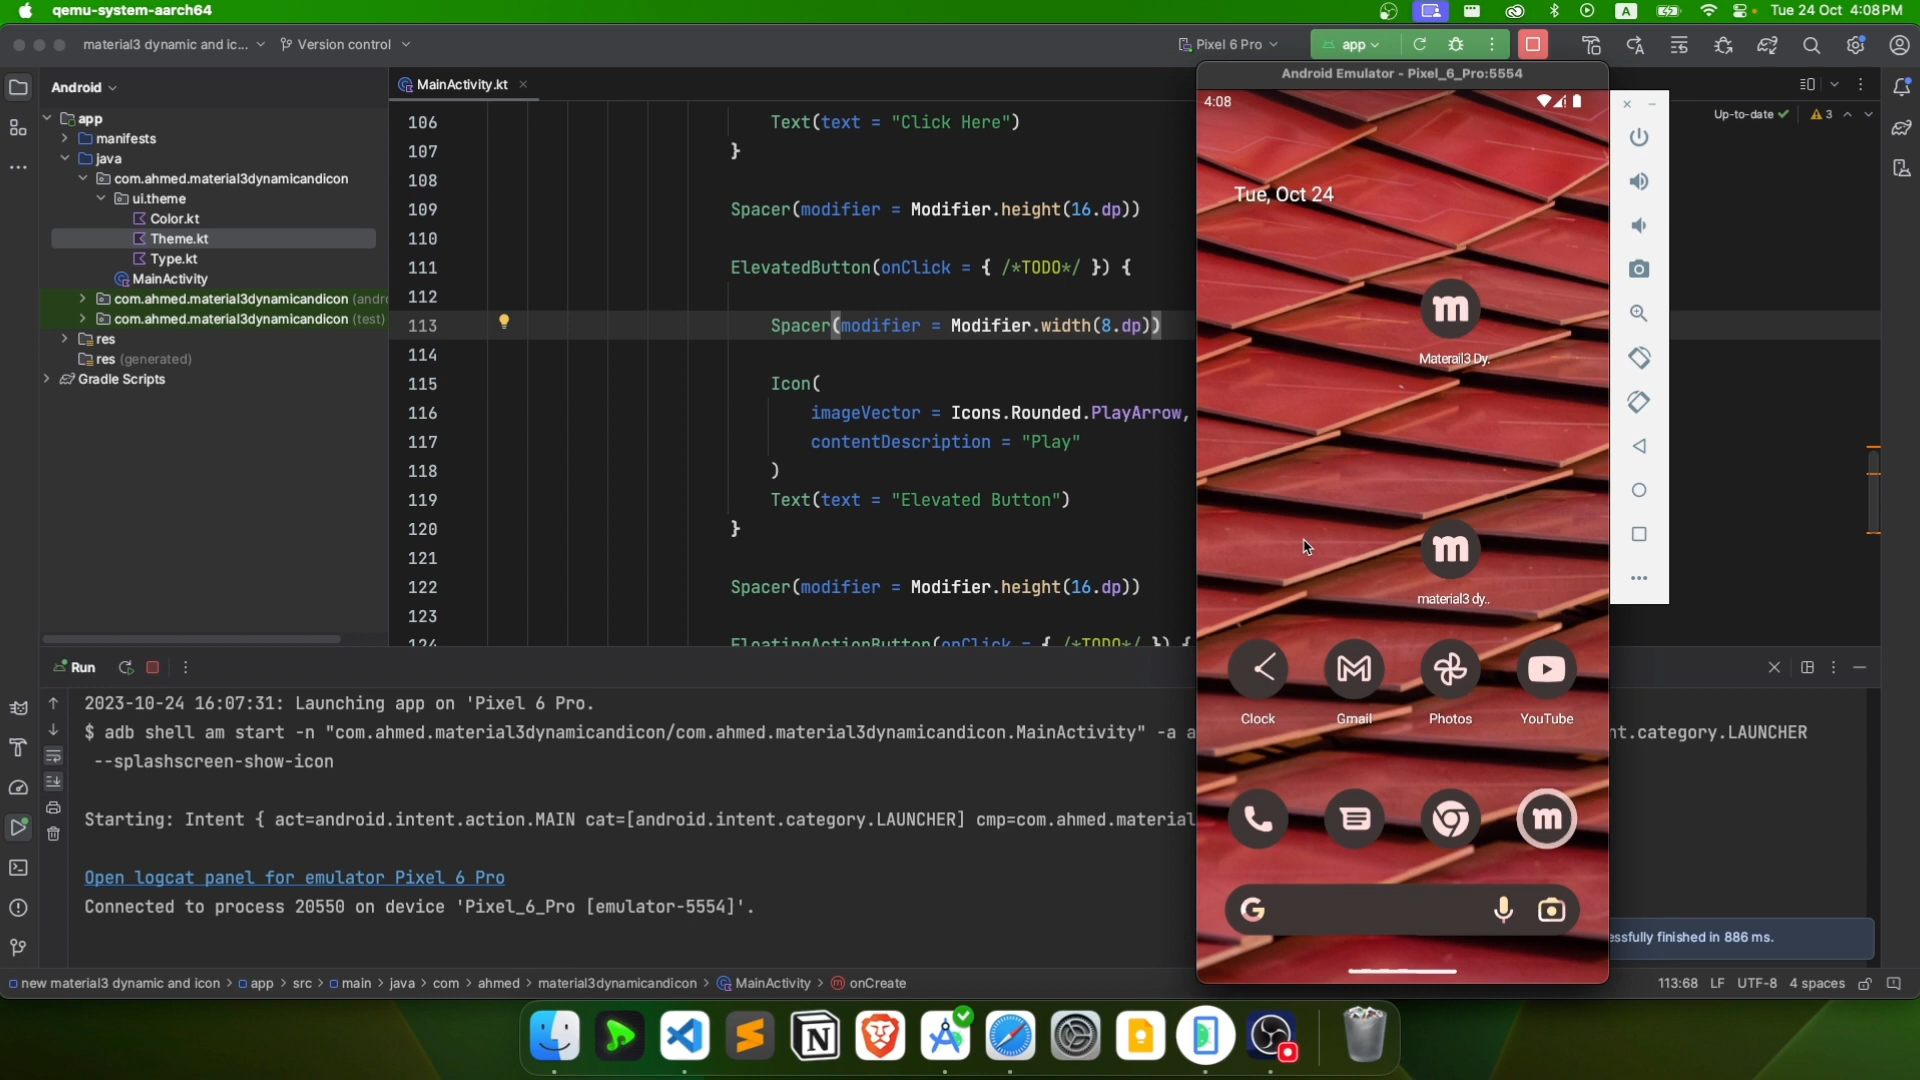 qemu-system-aarch64
A
Tue 24 Oct 4:08 PM
material3 dynamic and ic...
Version control
Pixel 6 Pro
app
Android
MainActivity.kt
Android Emulator - Pixel_6_Pro:5554
Up-to-date
3
app
manifests
java
com.ahmed.material3dynamicandicon
ui.theme
Color.kt
Theme.kt
Type.kt
MainActivity
com.ahmed.material3dynamicandicon (andro
com.ahmed.material3dynamicandicon (test)
res
res (generated)
Gradle Scripts
106 Text(text = "Click Here")
107 }
108
109 Spacer(modifier = Modifier.height(16.dp))
110
111 ElevatedButton(onClick = { /*TODO*/ }) {
112
113 Spacer(modifier = Modifier.width(8.dp))
114
115 Icon(
116 imageVector = Icons.Rounded.PlayArrow,
117 contentDescription = "Play"
118 )
119 Text(text = "Elevated Button")
120 }
121
122 Spacer(modifier = Modifier.height(16.dp))
123
124 FloatingActionButton(onClick = { /*TODO*/ }) {
4:08
Tue, Oct 24
Materail3 Dy.
material3 dy..
Clock
Gmail
Photos
YouTube
Run
2023-10-24 16:07:31: Launching app on 'Pixel 6 Pro.
$ adb shell am start -n "com.ahmed.material3dynamicandicon/com.ahmed.material3dynamicandicon.MainActivity" -a a
nt.category.LAUNCHER
--splashscreen-show-icon
Starting: Intent { act=android.intent.action.MAIN cat=[android.intent.category.LAUNCHER] cmp=com.ahmed.material
Open logcat panel for emulator Pixel 6 Pro
Connected to process 20550 on device 'Pixel_6_Pro [emulator-5554]'.
essfully finished in 886 ms.
new material3 dynamic and icon > app > src > main > java > com > ahmed > material3dynamicandicon > MainActivity > onCreate
113:68 LF UTF-8 4 spaces